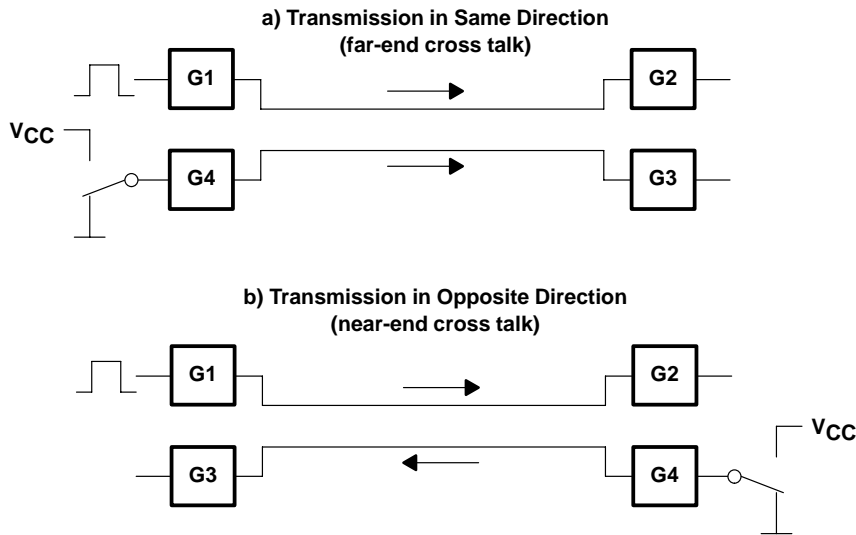 a) Transmission in Same Direction
(far-end cross talk)
G1
G2
VCC
G4
G3
b) Transmission in Opposite Direction
(near-end cross talk)
G1
G2
VCC
G3
G4